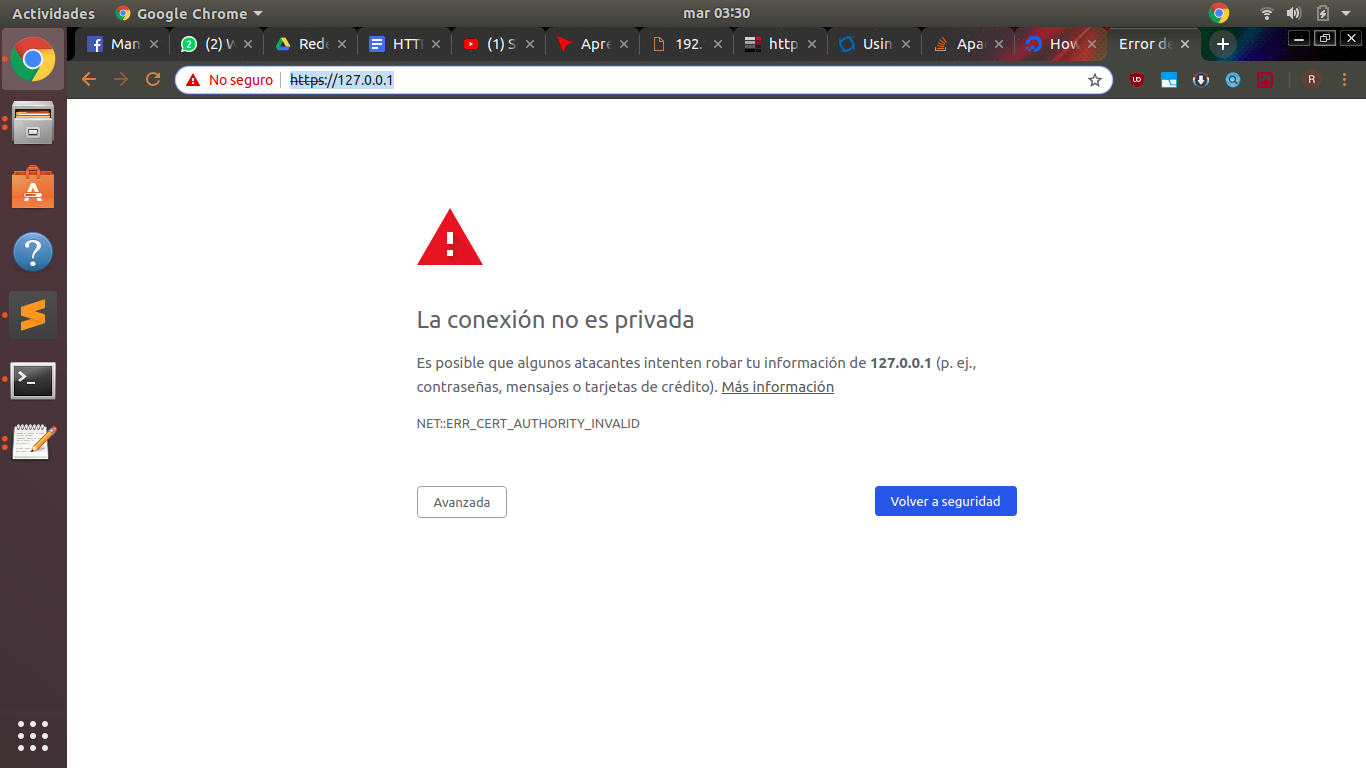 Actividades Google Chrome mar 03:30
Man (2) W Rede HTT (1) S Apre 192. http Usin Apa How Error de
No seguro https://127.0.0.1 R
La conexión no es privada
Es posible que algunos atacantes intenten robar tu información de 127.0.0.1 (p. ej.,
contraseñas, mensajes o tarjetas de crédito). Más información
NET::ERR_CERT_AUTHORITY_INVALID
Avanzada Volver a seguridad